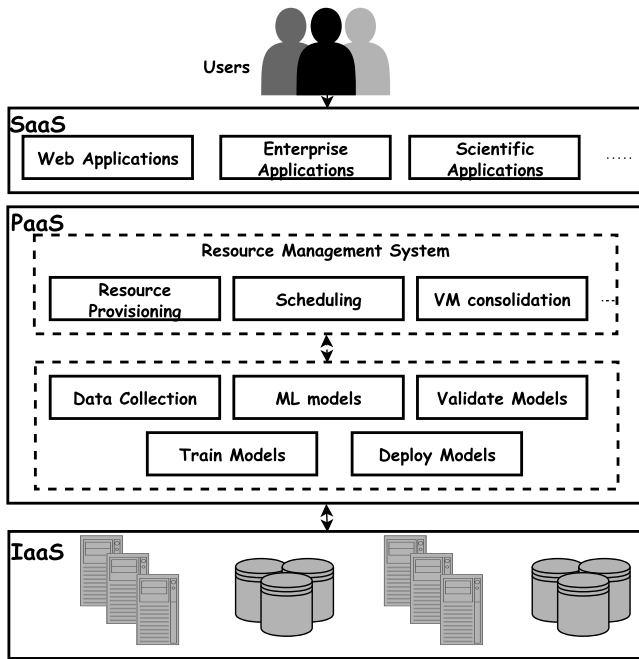 Users
SaaS
Web Applications
Enterprise
Applications
Scientific
Applications
.....
PaaS
Resource Management System
Resource
Provisioning
Scheduling
VM consolidation
...
Data Collection
ML models
Validate Models
Train Models
Deploy Models
IaaS